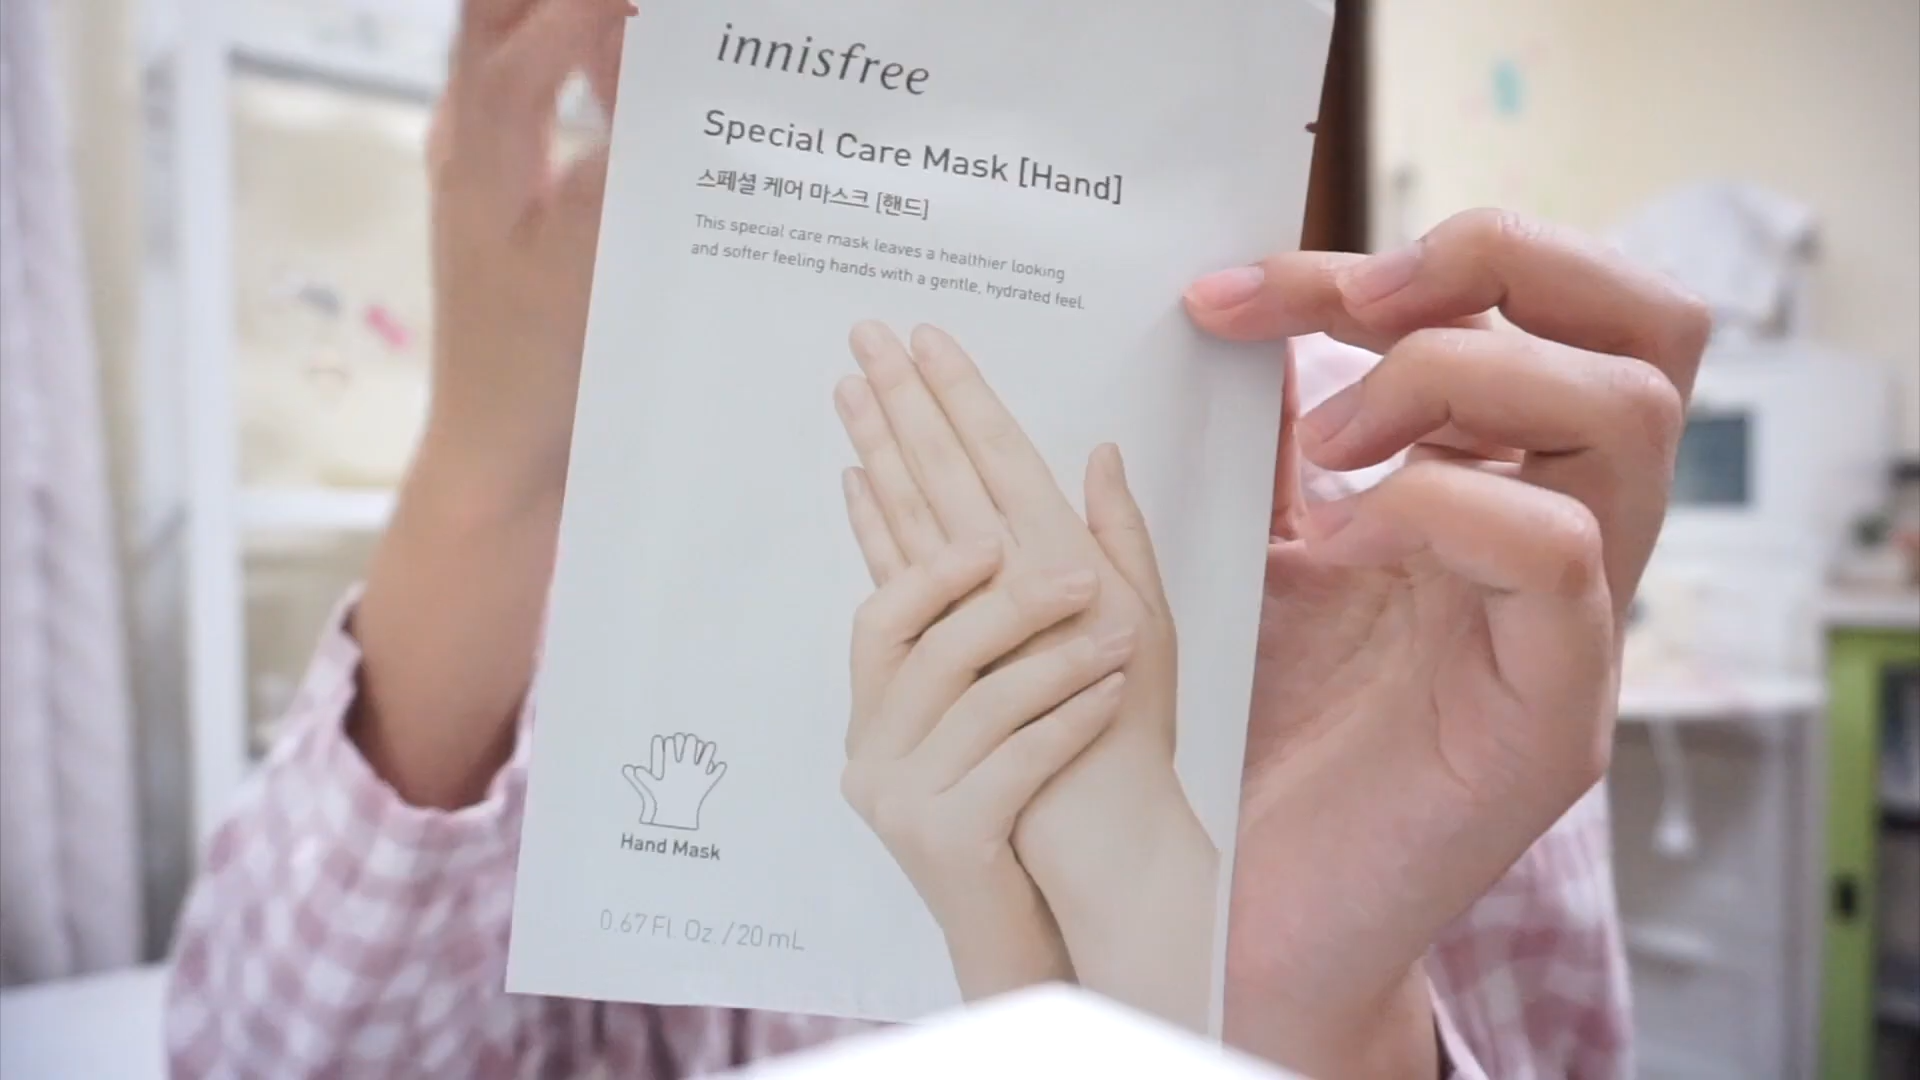 innisfree
Special Care Mask [Hand]
스페셜 케어 마스크 [핸드]
This special care mask leaves a healthier looking
and softer feeling hands with a gentle, hydrated feel.
Hand Mask
0.67 Fl. Oz. / 20 mL